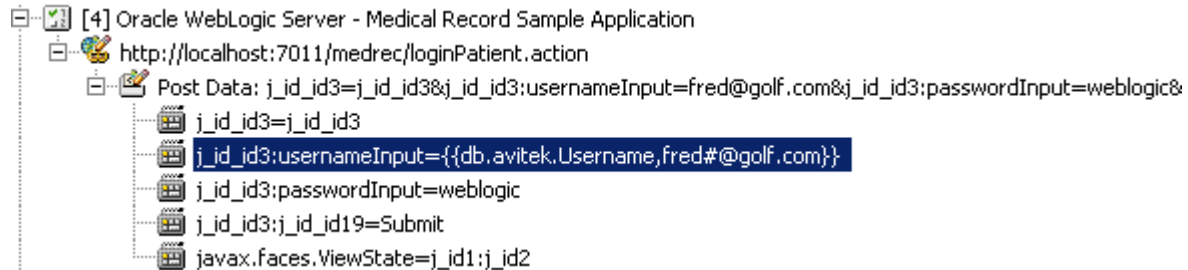 [4] Oracle WebLogic Server - Medical Record Sample Application
http://localhost:7011/medrec/loginPatient.action
Post Data: j_id_id3=j_id_id3&j_id_id3:usernameInput=fred@golf.com&j_id_id3:passwordInput=weblogic&
j_id_id3=j_id_id3
j_id_id3:usernameInput={{db.avitek.Username,fred#@golf.com}}
j_id_id3:passwordInput=weblogic
j_id_id3:j_id_id19=Submit
javax.faces.ViewState=j_id1:j_id2